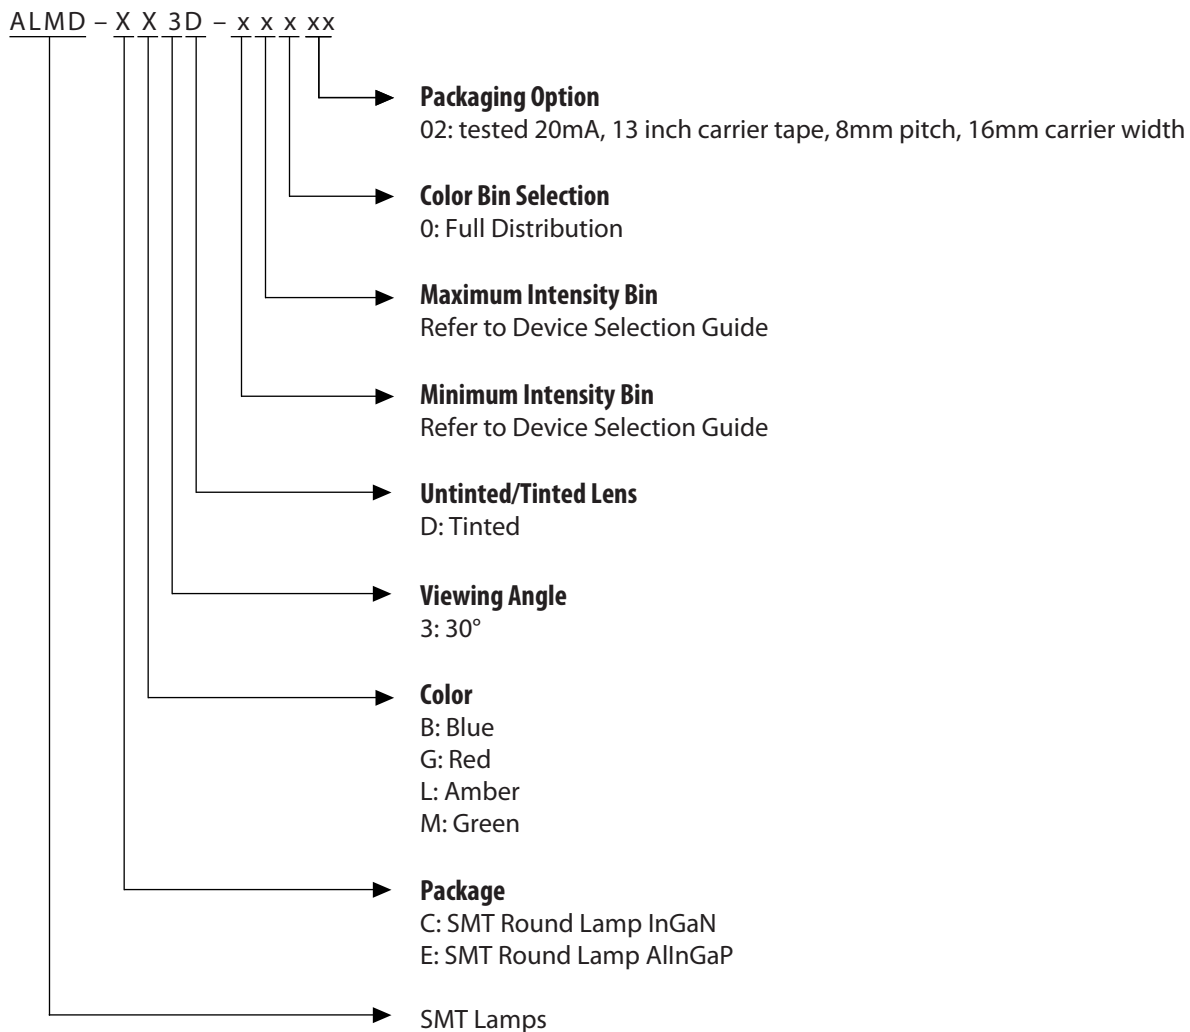 ALMD – X X 3D – x x x xx
Packaging Option
02: tested 20mA, 13 inch carrier tape, 8mm pitch, 16mm carrier width
Color Bin Selection
0: Full Distribution
Maximum Intensity Bin
Refer to Device Selection Guide
Minimum Intensity Bin
Refer to Device Selection Guide
Untinted/Tinted Lens
D: Tinted
Viewing Angle
3: 30°
Color
B: Blue
G: Red
L: Amber
M: Green
Package
C: SMT Round Lamp InGaN
E: SMT Round Lamp AlInGaP
SMT Lamps